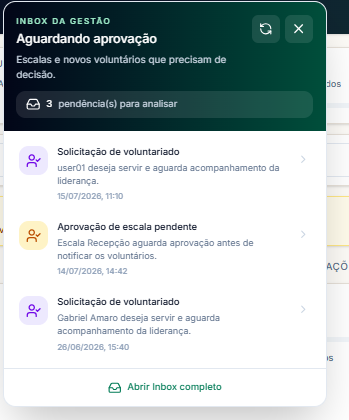 INBOX DA GESTÃO
Aguardando aprovação
Escalas e novos voluntários que precisam de
decisão.
3 pendência(s) para analisar
Solicitação de voluntariado
user01 deseja servir e aguarda acompanhamento da
liderança.
15/07/2026, 11:10
Aprovação de escala pendente
Escala Recepção aguarda aprovação antes de
notificar os voluntários.
14/07/2026, 14:42
Solicitação de voluntariado
Gabriel Amaro deseja servir e aguarda
acompanhamento da liderança.
26/06/2026, 15:40
Abrir Inbox completo